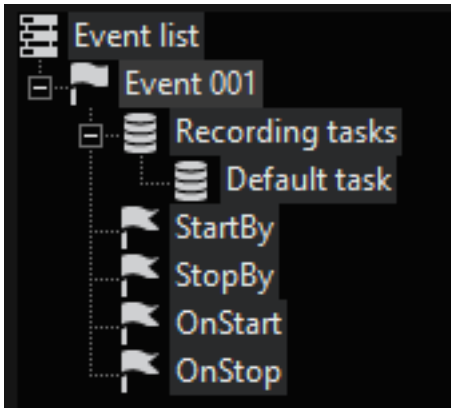 Event list
Event 001
Recording tasks
Default task
StartBy
StopBy
OnStart
OnStop